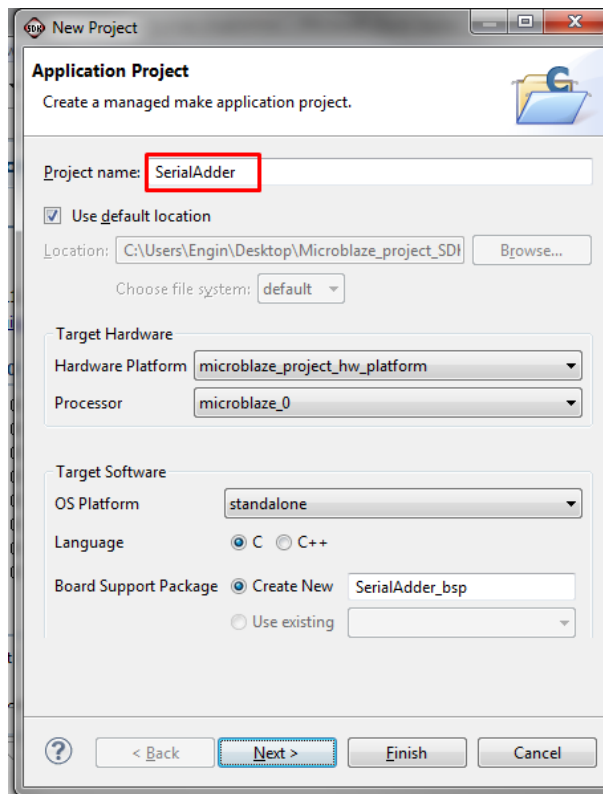 SDK New Project
Application Project
Create a managed make application project.
Project name: SerialAdder
Use default location
Location: C:\Users\Engin\Desktop\Microblaze_project_SDK Browse...
Choose file system: default
Target Hardware
Hardware Platform microblaze_project_hw_platform
Processor microblaze_0
Target Software
OS Platform standalone
Language C C++
Board Support Package Create New SerialAdder_bsp
Use existing
? < Back Next > Finish Cancel